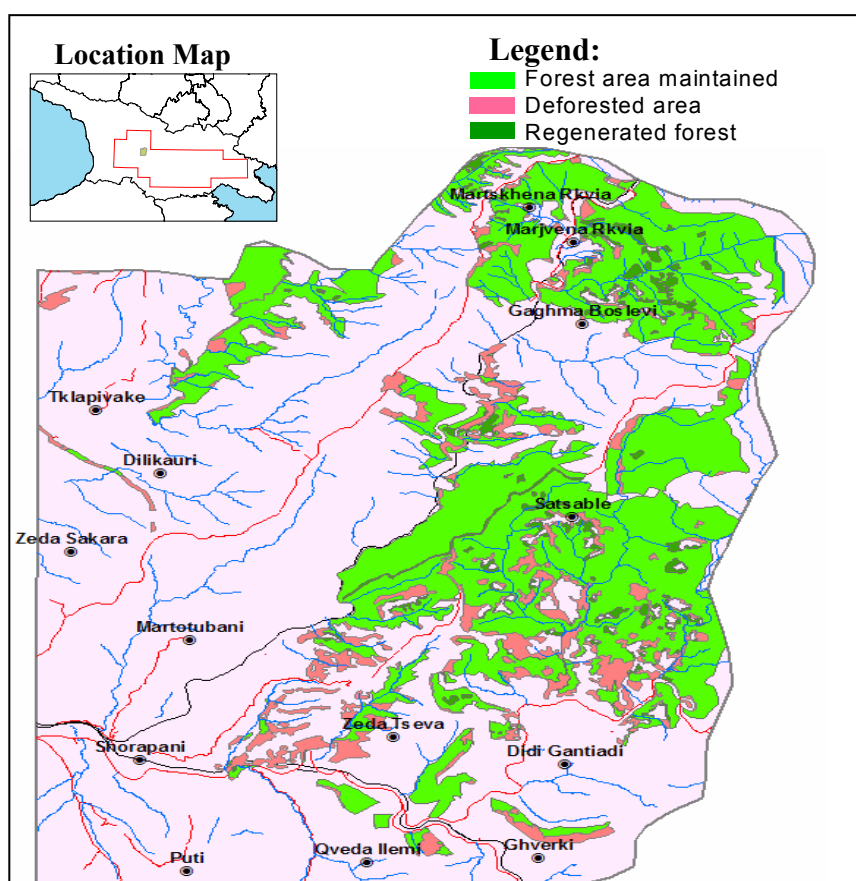 Location Map
Legend:
Forest area maintained
Deforested area
Regenerated forest
Martskhena Rkvia
Marjvena Rkvia
Gaghma Boslevi
Tklapivake
Dilikauri
Satsable
Zeda Sakara
Martotubani
Zeda Tseva
Shorapani
Didi Gantiadi
Puti
Qveda Ilemi
Ghverki